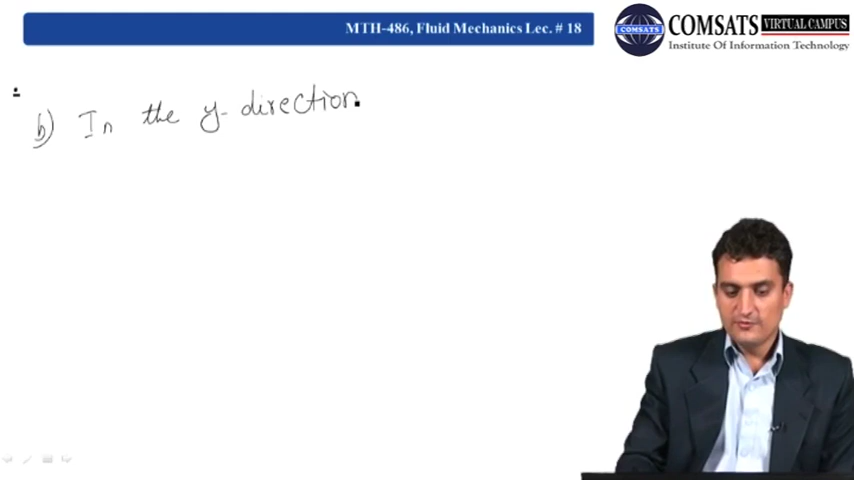 MTH-486, Fluid Mechanics Lec. # 18
COMSATS
COMSATS VIRTUAL CAMPUS
Institute Of Information Technology
b) In the y-direction.